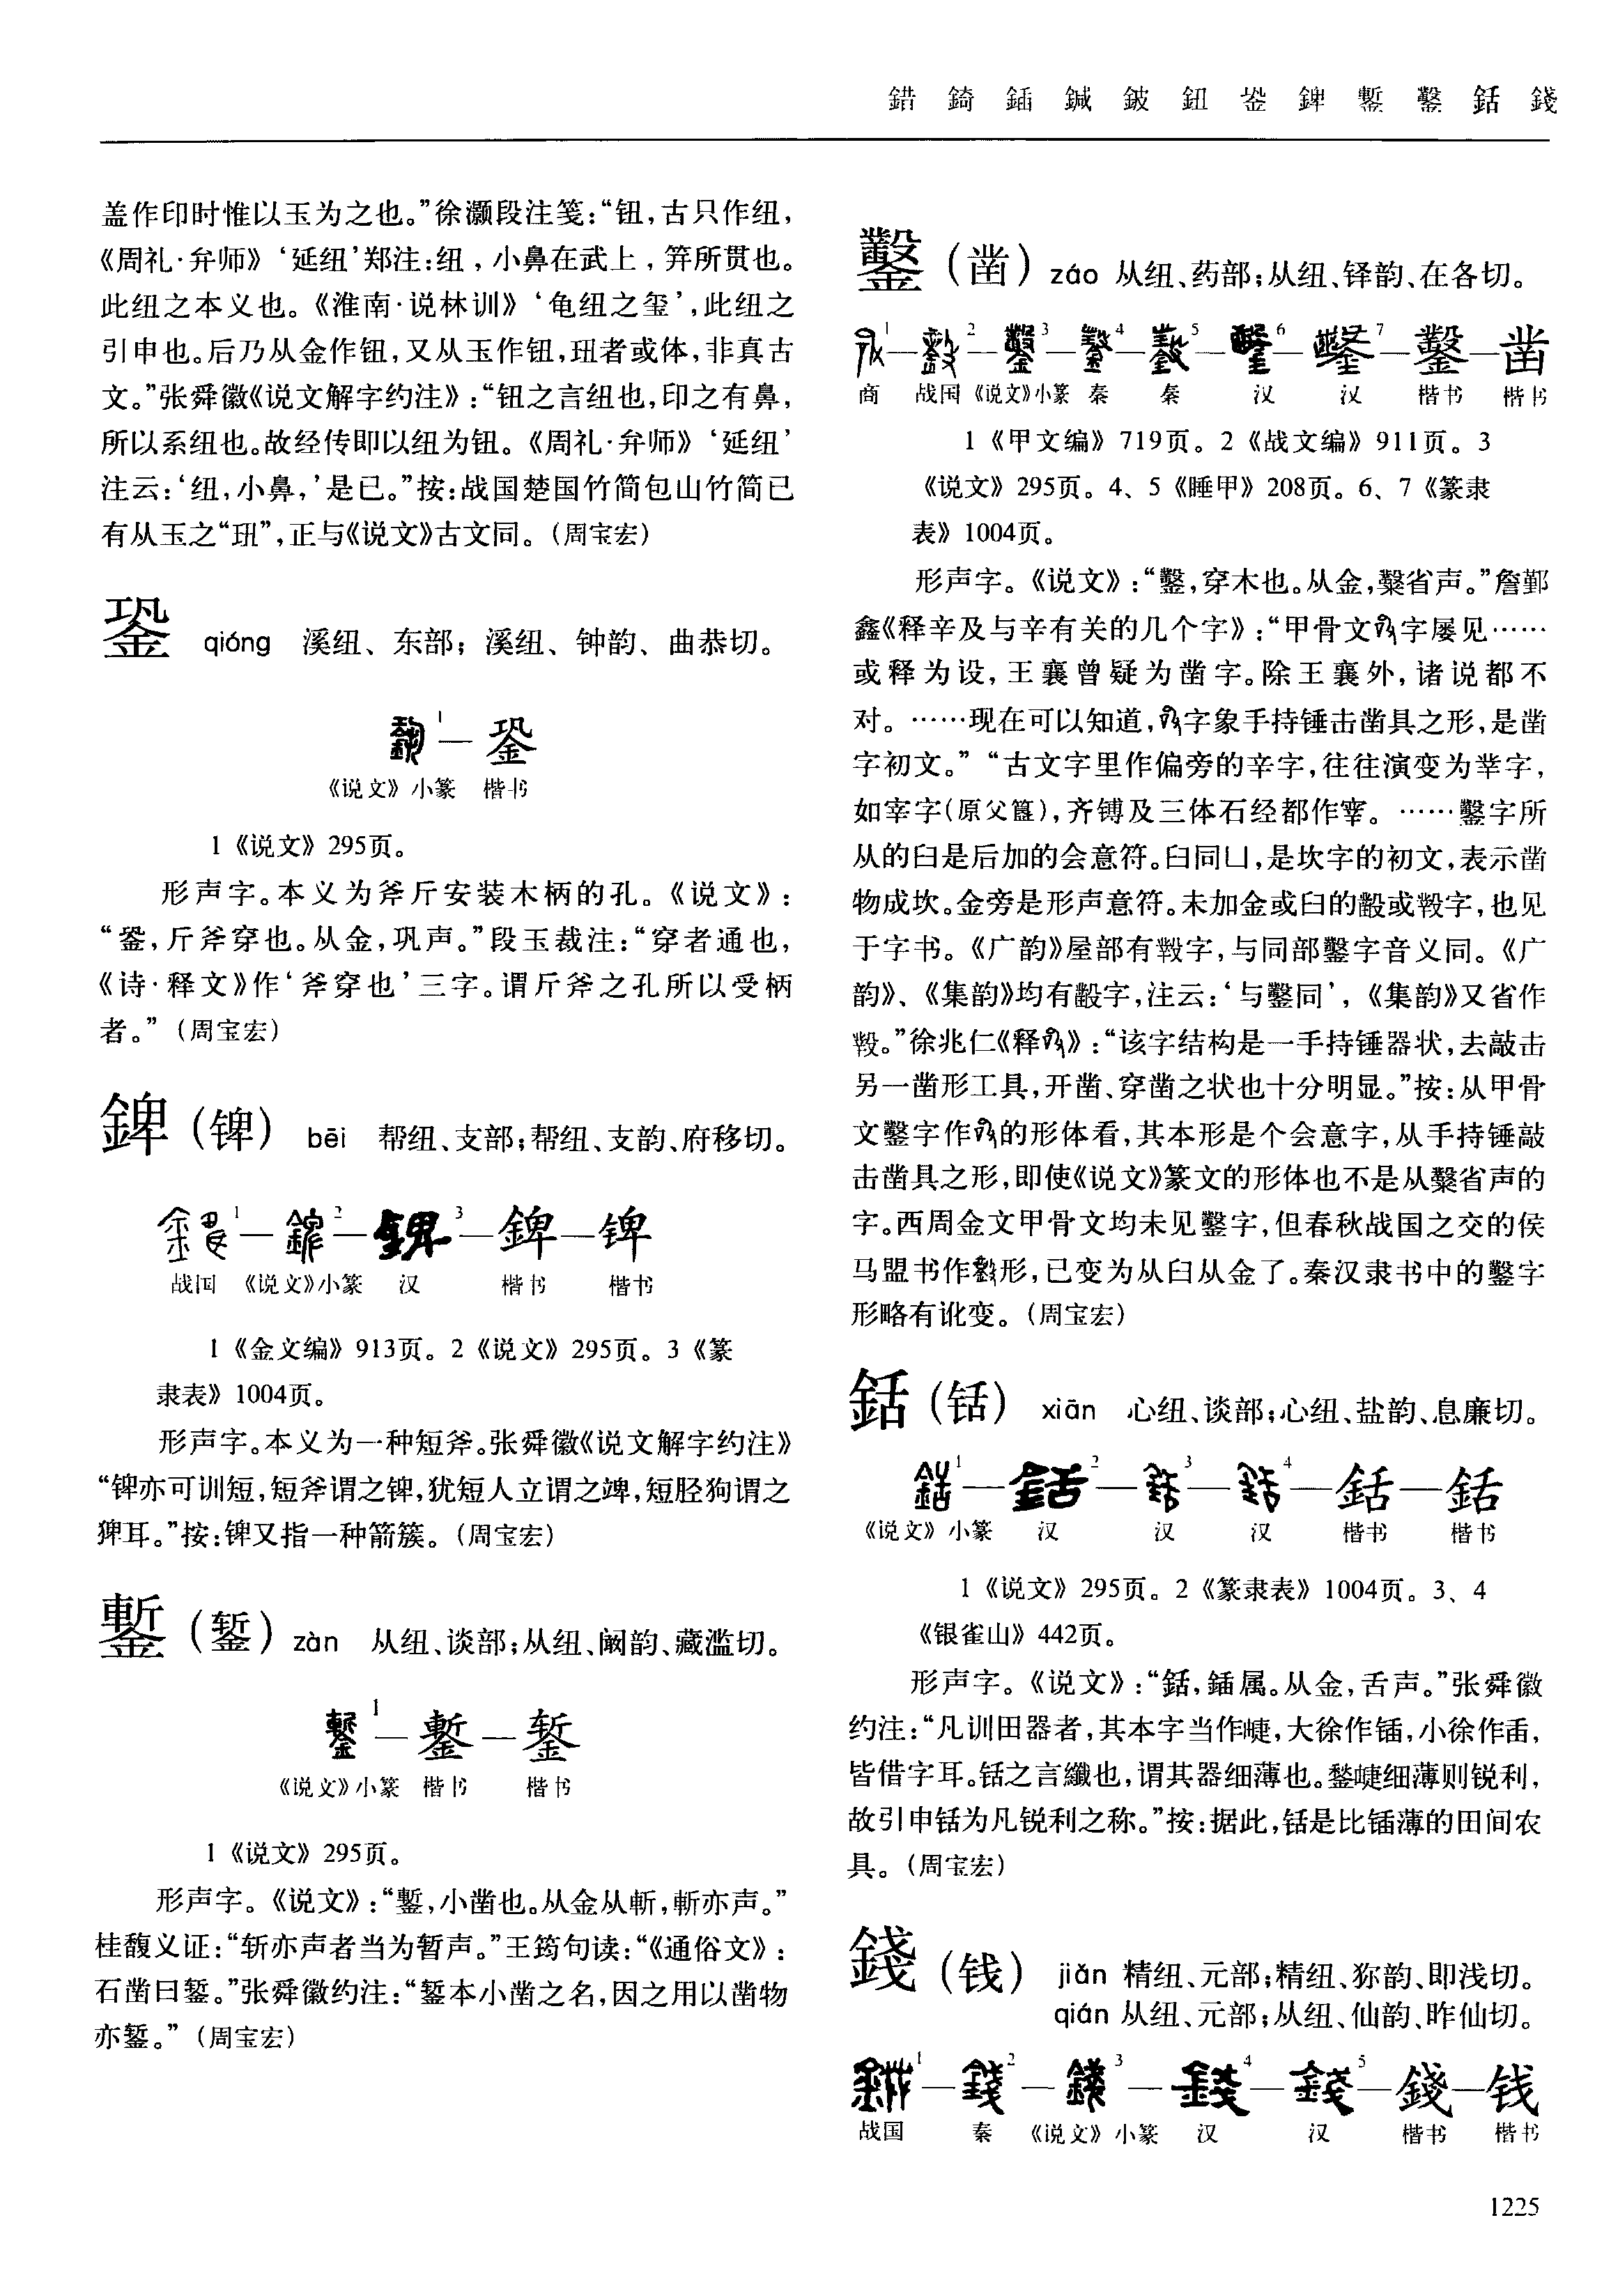 錯 錡 鍤 鍼 鈹 鈕 銎 錍 鏨 鑿 銛 錢
盖作印时惟以玉为之也。”徐灏段注笺：“钮，古只作纽，
《周礼·弁师》‘延纽’郑注：纽，小鼻在武上，笄所贯也。
此纽之本义也。《淮南·说林训》‘龟纽之玺’，此纽之
引申也。后乃从金作钮，又从玉作钮，玨者或体，非真古
文。”张舜徽《说文解字约注》：“钮之言纽也，印之有鼻，
所以系纽也。故经传即以纽为钮。《周礼·弁师》‘延纽’
注云：‘纽，小鼻，’是已。”按：战国楚国竹简包山竹简已
有从玉之“㺲”，正与《说文》古文同。（周宝宏）
銎 qióng 溪纽、东部；溪纽、钟韵、曲恭切。
1—銎
《说文》小篆 楷书
1《说文》295页。
形声字。本义为斧斤安装木柄的孔。《说文》：
“銎，斤斧穿也。从金，巩声。”段玉裁注：“穿者通也，
《诗·释文》作‘斧穿也’三字。谓斤斧之孔所以受柄
者。”（周宝宏）
錍（锌） bēi 帮纽、支部；帮纽、支韵、府移切。
1—2—3—錍—
战国 《说文》小篆 汉 楷书 楷书
1《金文编》913页。2《说文》295页。3《篆
隶表》1004页。
形声字。本义为一种短斧。张舜徽《说文解字约注》
“錍亦可训短，短斧谓之錍，犹短人立谓之竨，短胫狗谓之
猈耳。”按：錍又指一种箭簇。（周宝宏）
鏨（錾） zàn 从纽、谈部；从纽、阚韵、藏滥切。
1—鏨—錾
《说文》小篆 楷书 楷书
1《说文》295页。
形声字。《说文》：“鏨，小凿也。从金从斬，斬亦声。”
桂馥义证：“斩亦声者当为暂声。”王筠句读：“《通俗文》：
石凿曰錾。”张舜徽约注：“錾本小凿之名，因之用以凿物
亦錾。”（周宝宏）
鑿（凿） záo 从纽、药部；从纽、铎韵、在各切。
1—2—3—4—5—6—7—鑿—凿
商 战国 《说文》小篆 秦 秦 汉 汉 楷书 楷书
1《甲文编》719页。2《战文编》911页。3
《说文》295页。4、5《睡甲》208页。6、7《篆隶
表》1004页。
形声字。《说文》：“鑿，穿木也。从金，糳省声。”詹鄞
鑫《释辛及与辛有关的几个字》：“甲骨文字屡见……
或释为设，王襄曾疑为凿字。除王襄外，诸说都不
对。……现在可以知道，字象手持锤击凿具之形，是凿
字初文。”“古文字里作偏旁的辛字，往往演变为丵字，
如宰字（原父簋），齐镈及三体石经都作。……鑿字所
从的臼是后加的会意符。臼同凵，是坎字的初文，表示凿
物成坎。金旁是形声意符。未加金或臼的或字，也见
于字书。《广韵》屋部有字，与同部鑿字音义同。《广
韵》、《集韵》均有字，注云：‘与鑿同’，《集韵》又省作
。”徐兆仁《释》：“该字结构是一手持锤器状，去敲击
另一凿形工具，开凿、穿凿之状也十分明显。”按：从甲骨
文鑿字作的形体看，其本形是个会意字，从手持锤敲
击凿具之形，即使《说文》篆文的形体也不是从糳省声的
字。西周金文甲骨文均未见鑿字，但春秋战国之交的侯
马盟书作形，已变为从臼从金了。秦汉隶书中的鑿字
形略有讹变。（周宝宏）
銛（铦） xiān 心纽、谈部；心纽、盐韵、息廉切。
1—2—3—4—銛—銛
《说文》小篆 汉 汉 汉 楷书 楷书
1《说文》295页。2《篆隶表》1004页。3、4
《银雀山》442页。
形声字。《说文》：“銛，鍤属。从金，舌声。”张舜徽
约注：“凡训田器者，其本字当作，大徐作锸，小徐作臿，
皆借字耳。铦之言纖也，谓其器细薄也。鍫细薄则锐利，
故引申铦为凡锐利之称。”按：据此，铦是比锸薄的田间农
具。（周宝宏）
錢（钱） jiǎn 精纽、元部；精纽、狝韵、即浅切。
qián 从纽、元部；从纽、仙韵、昨仙切。
1—2—3—4—5—錢—钱
战国 秦 《说文》小篆 汉 汉 楷书 楷书
1225